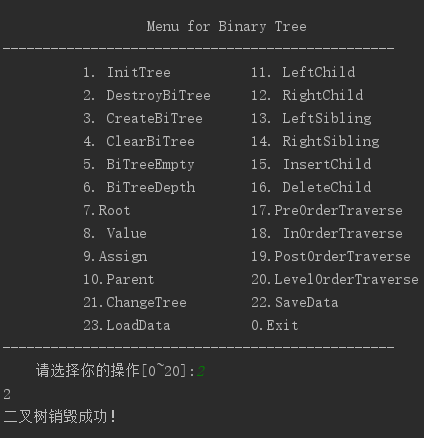 Menu for Binary Tree
-------------------------------------------------
1. InitTree 11. LeftChild
2. DestroyBiTree 12. RightChild
3. CreateBiTree 13. LeftSibling
4. ClearBiTree 14. RightSibling
5. BiTreeEmpty 15. InsertChild
6. BiTreeDepth 16. DeleteChild
7.Root 17.PreOrderTraverse
8. Value 18. InOrderTraverse
9.Assign 19.PostOrderTraverse
10.Parent 20.LevelOrderTraverse
21.ChangeTree 22.SaveData
23.LoadData 0.Exit
-------------------------------------------------
请选择你的操作[0~20]:2
2
二叉树销毁成功!